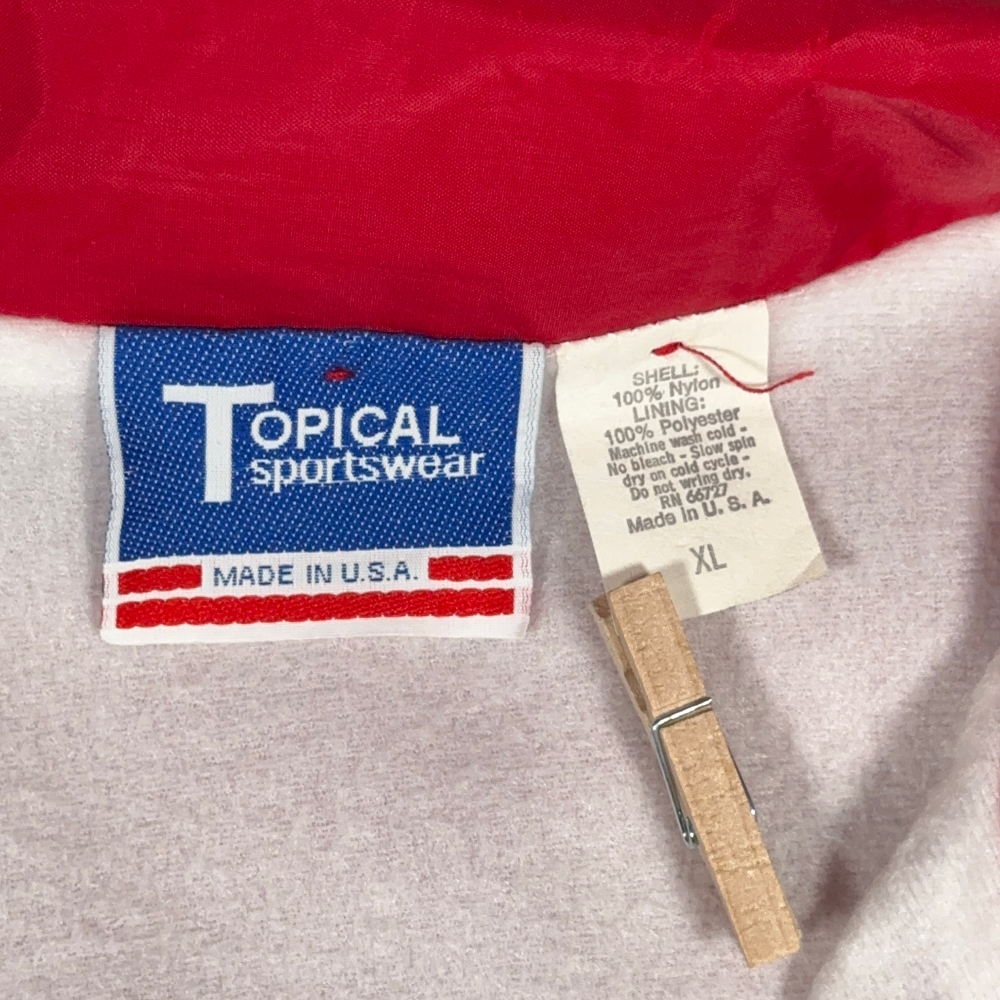 TOPICAL
sportswear
MADE IN U.S.A.
SHELL:
100% Nylon
LINING:
100% Polyester
Machine wash cold -
No bleach - Slow spin
dry on cold cycle -
Do not wring dry.
RN 66727
Made in U. S. A.
XL